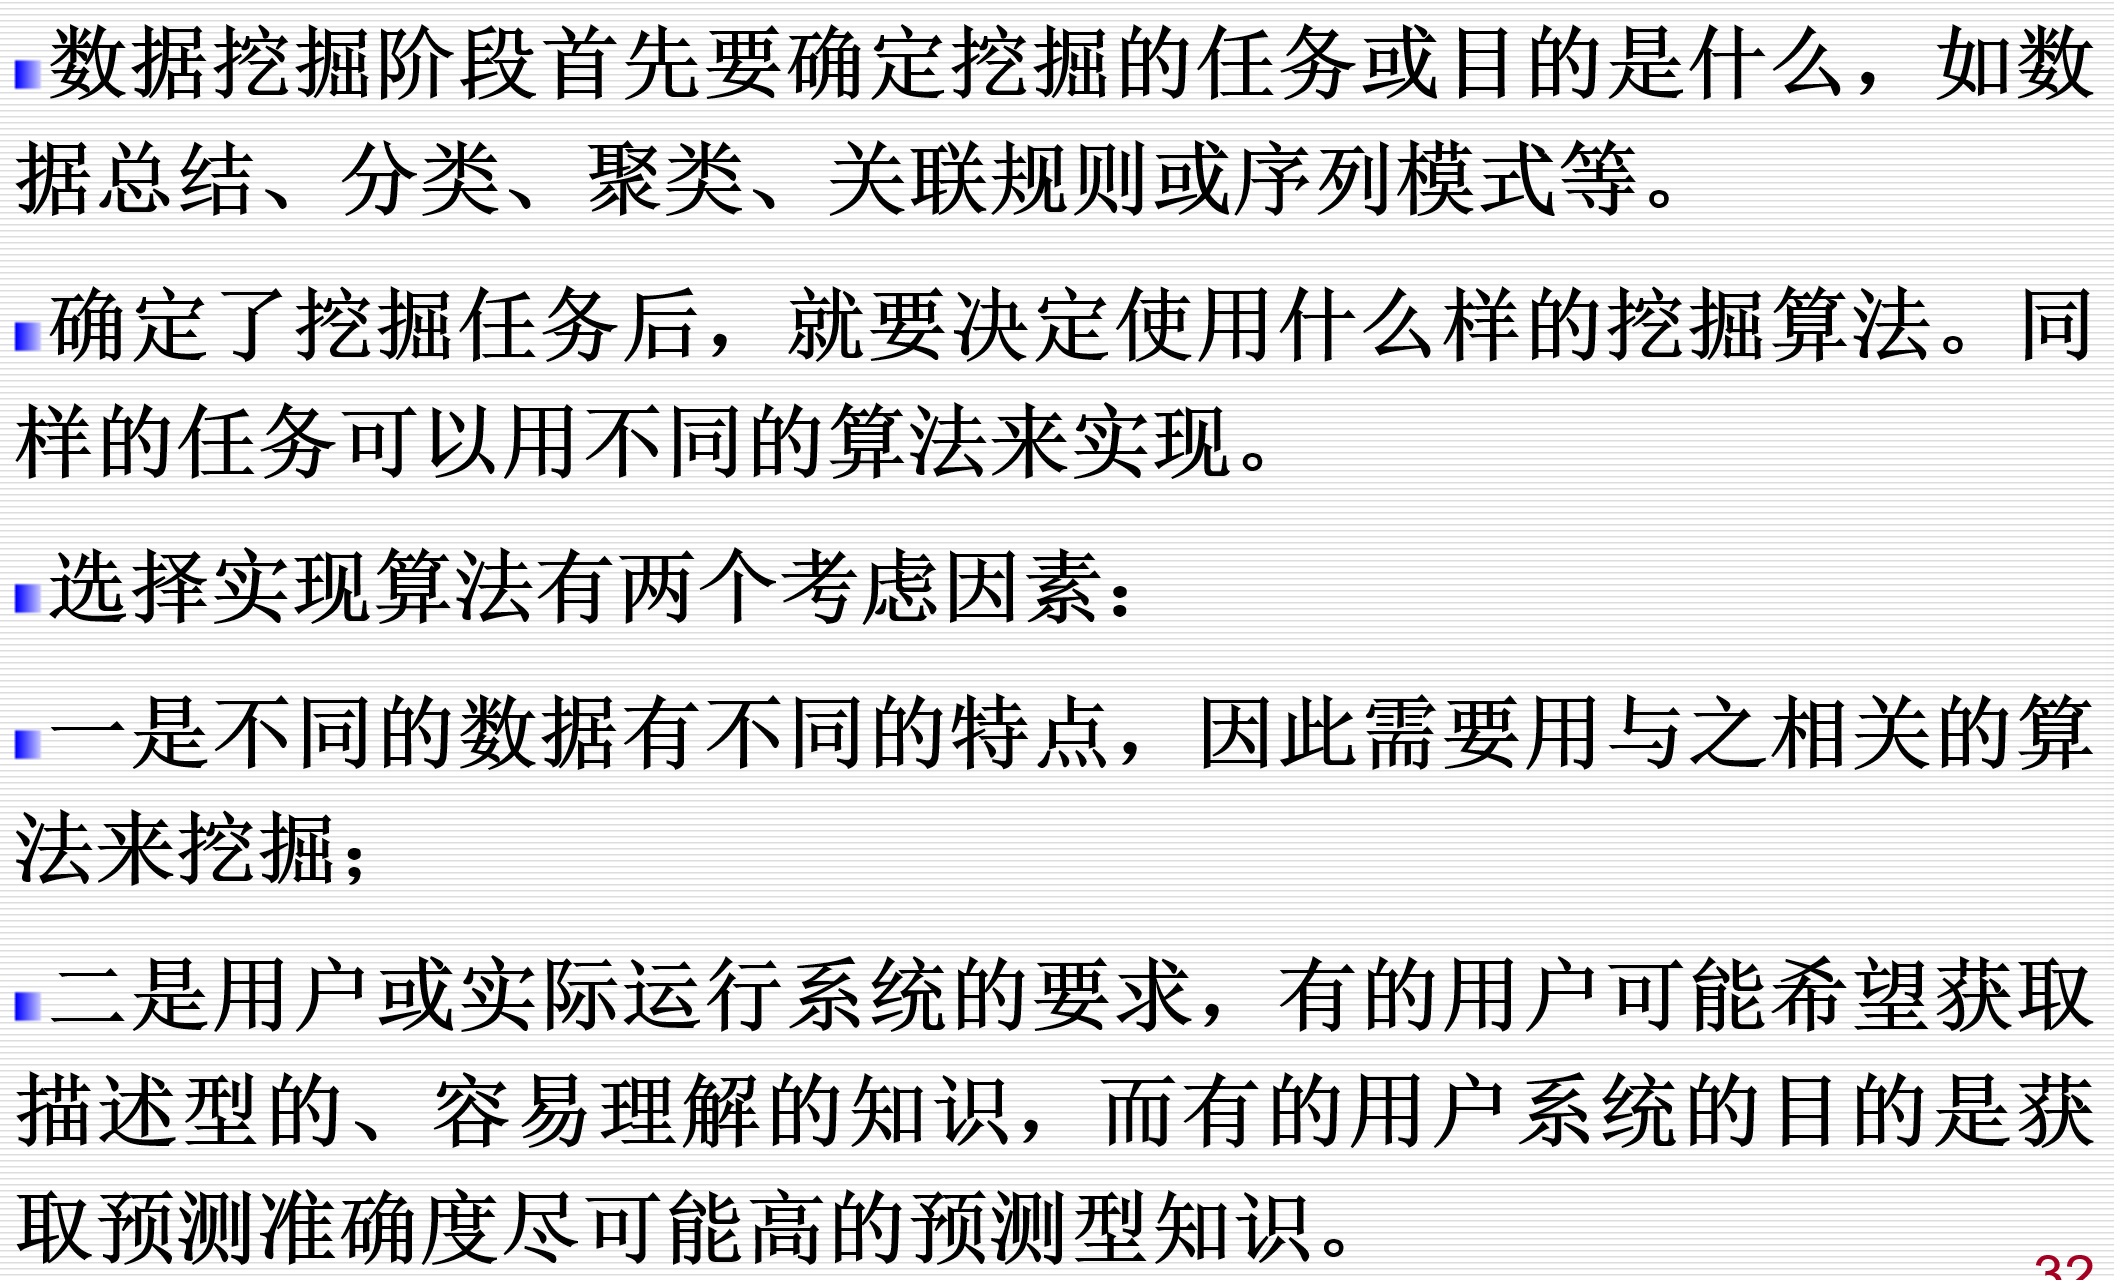 ▪数据挖掘阶段首先要确定挖掘的任务或目的是什么，如数
据总结、分类、聚类、关联规则或序列模式等。
▪确定了挖掘任务后，就要决定使用什么样的挖掘算法。同
样的任务可以用不同的算法来实现。
▪选择实现算法有两个考虑因素：
▪一是不同的数据有不同的特点，因此需要用与之相关的算
法来挖掘；
▪二是用户或实际运行系统的要求，有的用户可能希望获取
描述型的、容易理解的知识，而有的用户系统的目的是获
取预测准确度尽可能高的预测型知识。
32